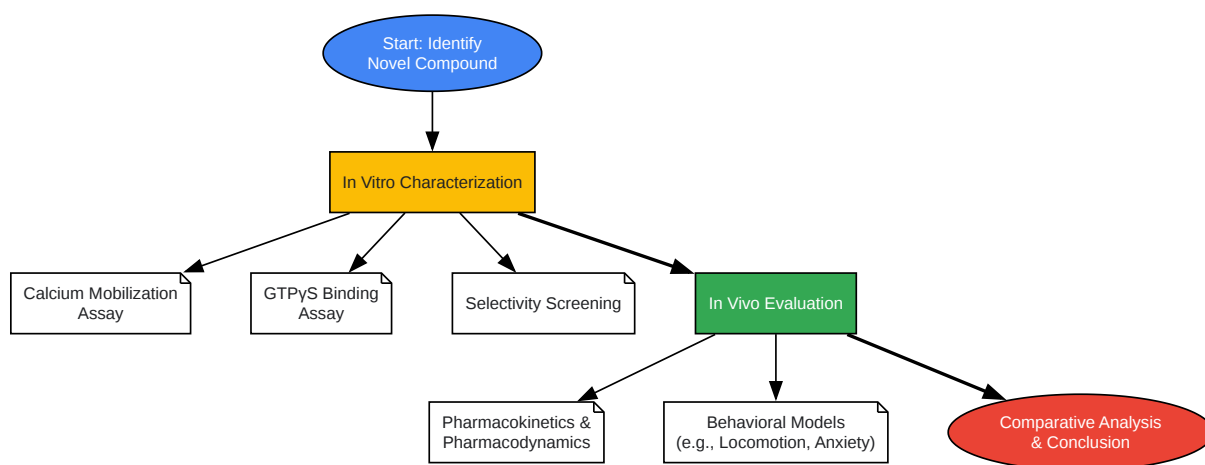 Start: Identify
Novel Compound
In Vitro Characterization
Calcium Mobilization
Assay
GTPγS Binding
Assay
Selectivity Screening
In Vivo Evaluation
Pharmacokinetics &
Pharmacodynamics
Behavioral Models
(e.g., Locomotion, Anxiety)
Comparative Analysis
& Conclusion